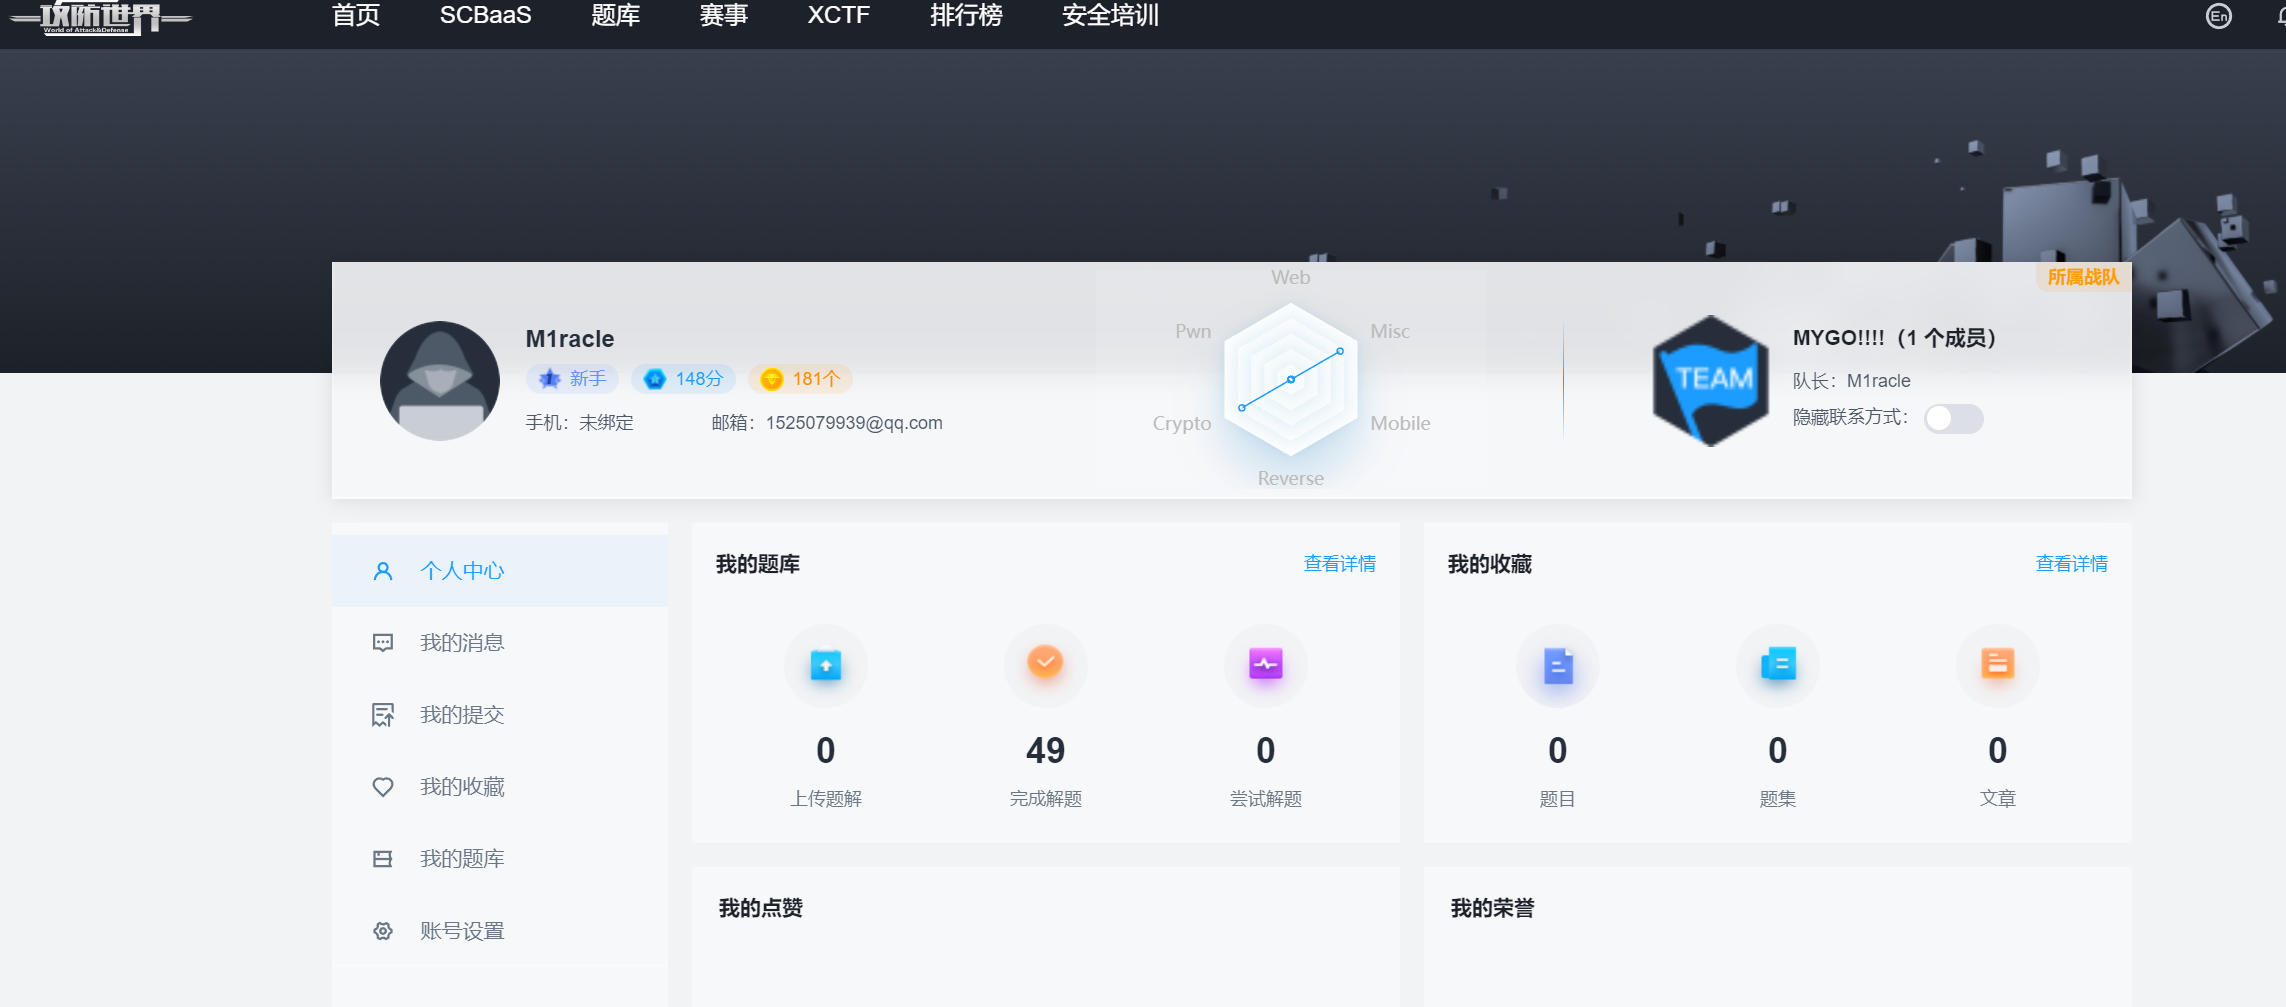 攻防世界
World of Attack&Defense
首页 SCBaaS 题库 赛事 XCTF 排行榜 安全培训
En
所属战队
M1racle
新手 148分 181个
手机：未绑定 邮箱：1525079939@qq.com
Web
Pwn Misc
Crypto Mobile
Reverse
TEAM
MYGO!!!!（1 个成员）
队长：M1racle
隐藏联系方式：
个人中心
我的消息
我的提交
我的收藏
我的题库
账号设置
我的题库 查看详情
0 49 0
上传题解 完成解题 尝试解题
我的收藏 查看详情
0 0 0
题目 题集 文章
我的点赞
我的荣誉